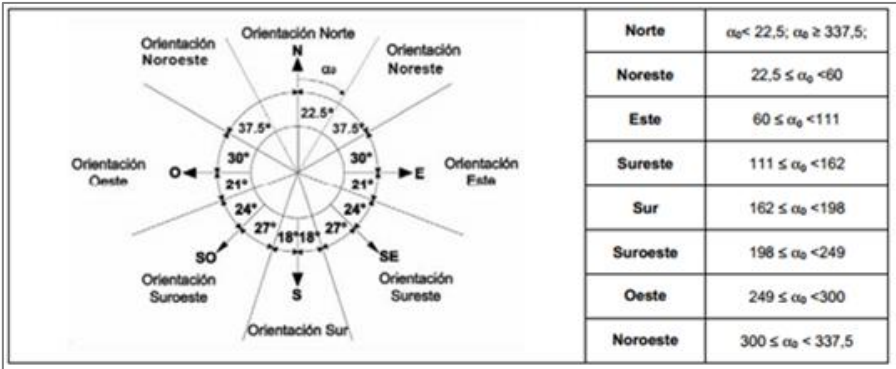 Orientación Norte
N
Orientación
Noroeste
α₀
Orientación
Noreste
22.5°
37.5°
37.5°
30°
30°
Orientación
Oeste
O
E
Orientación
Este
21°
21°
24°
24°
27°
18°
18°
27°
SO
SE
S
Orientación
Suroeste
Orientación
Sureste
Orientación Sur
Norte α₀< 22,5; α₀ ≥ 337,5;
Noreste 22,5 ≤ α₀ <60
Este 60 ≤ α₀ <111
Sureste 111 ≤ α₀ <162
Sur 162 ≤ α₀ <198
Suroeste 198 ≤ α₀ <249
Oeste 249 ≤ α₀ <300
Noroeste 300 ≤ α₀ < 337,5